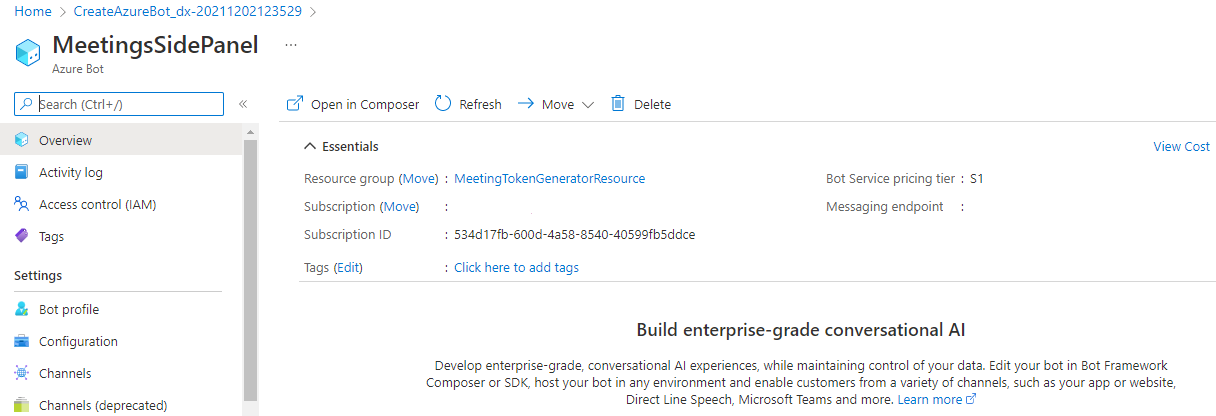 Home > CreateAzureBot_dx-20211202123529 >
MeetingsSidePanel ...
Azure Bot
Search (Ctrl+/) «
Open in Composer Refresh Move Delete
Overview
Activity log
Access control (IAM)
Tags
Settings
Bot profile
Configuration
Channels
Channels (deprecated)
Essentials View Cost
Resource group (Move) : MeetingTokenGeneratorResource Bot Service pricing tier : S1
Subscription (Move) : Messaging endpoint :
Subscription ID : 534d17fb-600d-4a58-8540-40599fb5ddce
Tags (Edit) : Click here to add tags
Build enterprise-grade conversational AI
Develop enterprise-grade, conversational AI experiences, while maintaining control of your data. Edit your bot in Bot Framework
Composer or SDK, host your bot in any environment and enable customers from a variety of channels, such as your app or website,
Direct Line Speech, Microsoft Teams and more. Learn more